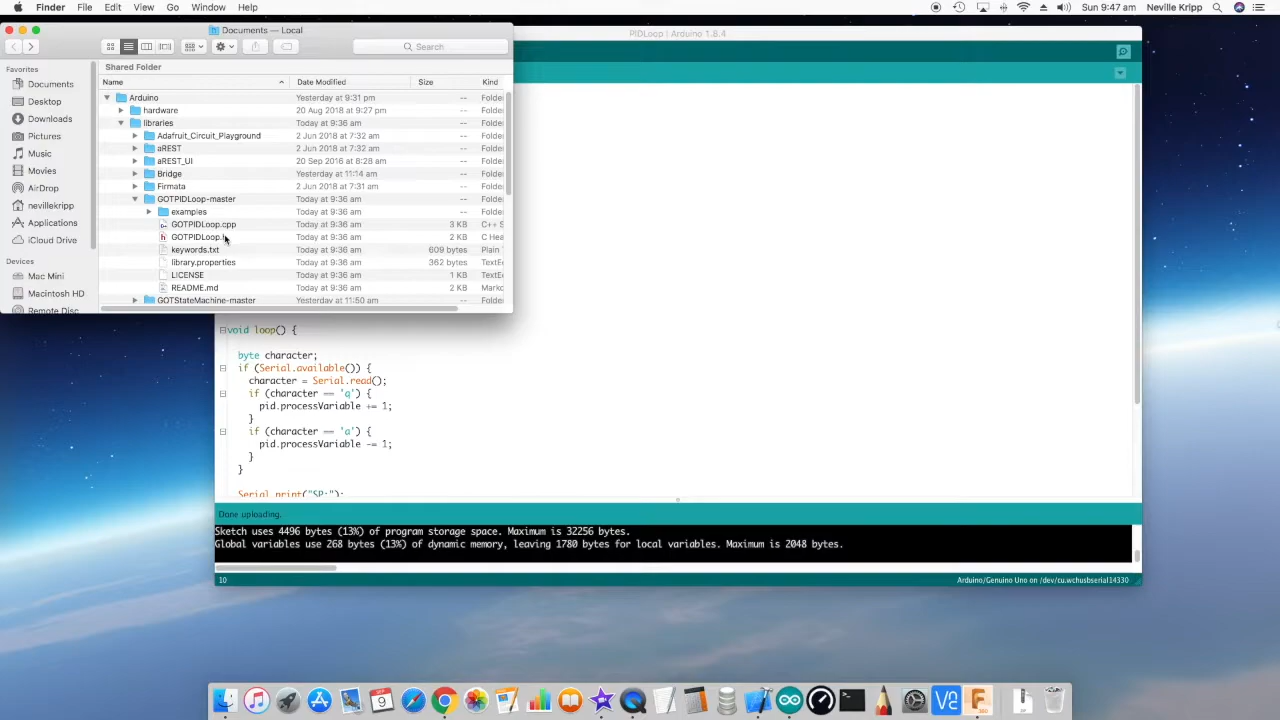 Finder File Edit View Go Window Help
Sun 9:47 am Neville Kripp
Documents — Local
Search
Shared Folder
Name Date Modified Size Kind
Favorites
Documents
Desktop
Downloads
Pictures
Music
Movies
AirDrop
nevillekripp
Applications
iCloud Drive
Devices
Mac Mini
Macintosh HD
Remote Disc
Arduino Yesterday at 9:31 pm -- Folder
hardware 20 Aug 2018 at 9:27 pm -- Folder
libraries Today at 9:36 am -- Folder
Adafruit_Circuit_Playground 2 Jun 2018 at 7:32 am -- Folder
aREST 2 Jun 2018 at 7:32 am -- Folder
aREST_UI 20 Sep 2016 at 8:28 am -- Folder
Bridge Yesterday at 11:14 am -- Folder
Firmata 2 Jun 2018 at 7:31 am -- Folder
GOTPIDLoop-master Today at 9:36 am -- Folder
examples Today at 9:36 am -- Folder
GOTPIDLoop.cpp Today at 9:36 am 3 KB C++ S
GOTPIDLoop.h Today at 9:36 am 2 KB C Hea
keywords.txt Today at 9:36 am 609 bytes Plain
library.properties Today at 9:36 am 362 bytes TextEd
LICENSE Today at 9:36 am 1 KB TextEd
README.md Today at 9:36 am 2 KB Markd
GOTStateMachine-master Yesterday at 11:50 am -- Folder
PIDLoop | Arduino 1.8.4
void loop() {
byte character;
if (Serial.available()) {
character = Serial.read();
if (character == 'q') {
pid.processVariable += 1;
}
if (character == 'a') {
pid.processVariable -= 1;
}
}
Serial.print("SP:");
Done uploading.
Sketch uses 4496 bytes (13%) of program storage space. Maximum is 32256 bytes.
Global variables use 268 bytes (13%) of dynamic memory, leaving 1780 bytes for local variables. Maximum is 2048 bytes.
10
Arduino/Genuino Uno on /dev/cu.wchusbserial14330